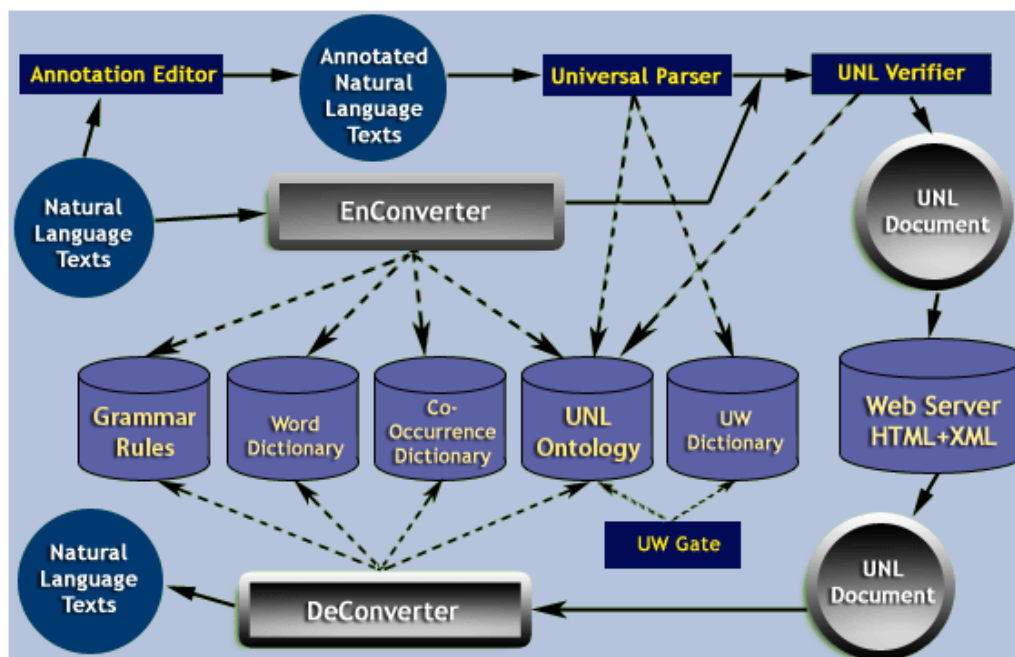 Annotation Editor
Annotated
Natural
Language
Texts
Universal Parser
UNL Verifier
Natural
Language
Texts
EnConverter
UNL
Document
Grammar
Rules
Word
Dictionary
Co-
Occurrence
Dictionary
UNL
Ontology
UW
Dictionary
Web Server
HTML+XML
UW Gate
Natural
Language
Texts
DeConverter
UNL
Document